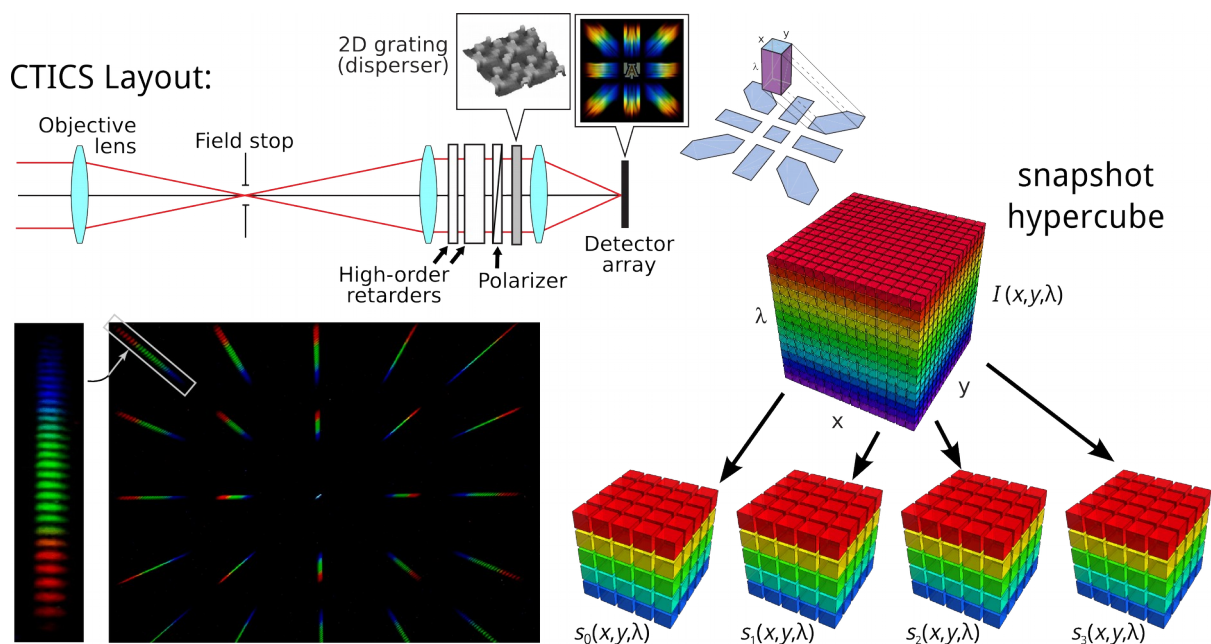 CTICS Layout:
2D grating
(disperser)
Objective
lens
Field stop
High-order
retarders
Polarizer
Detector
array
x
y
λ
snapshot
hypercube
I (x,y,λ)
λ
y
x
s0(x,y,λ)
s1(x,y,λ)
s2(x,y,λ)
s3(x,y,λ)